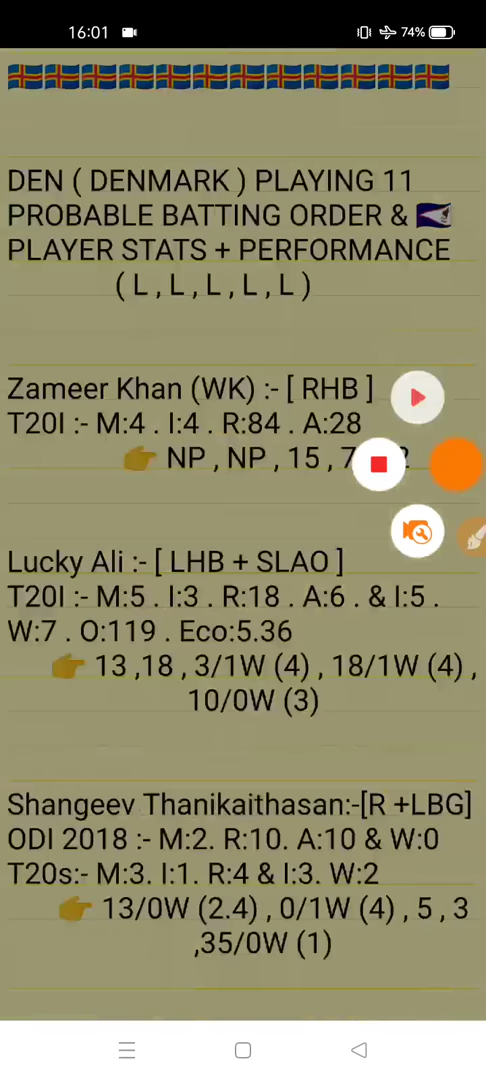 16:01 74%
DEN ( DENMARK ) PLAYING 11
PROBABLE BATTING ORDER &
PLAYER STATS + PERFORMANCE
( L , L , L , L , L )
Zameer Khan (WK) :- [ RHB ]
T20I :- M:4 . I:4 . R:84 . A:28
👉 NP , NP , 15 , 7
Lucky Ali :- [ LHB + SLAO ]
T20I :- M:5 . I:3 . R:18 . A:6 . & I:5 .
W:7 . O:119 . Eco:5.36
👉 13 ,18 , 3/1W (4) , 18/1W (4) ,
10/0W (3)
Shangeev Thanikaithasan:-[R +LBG]
ODI 2018 :- M:2. R:10. A:10 & W:0
T20s:- M:3. I:1. R:4 & I:3. W:2
👉 13/0W (2.4) , 0/1W (4) , 5 , 3
,35/0W (1)